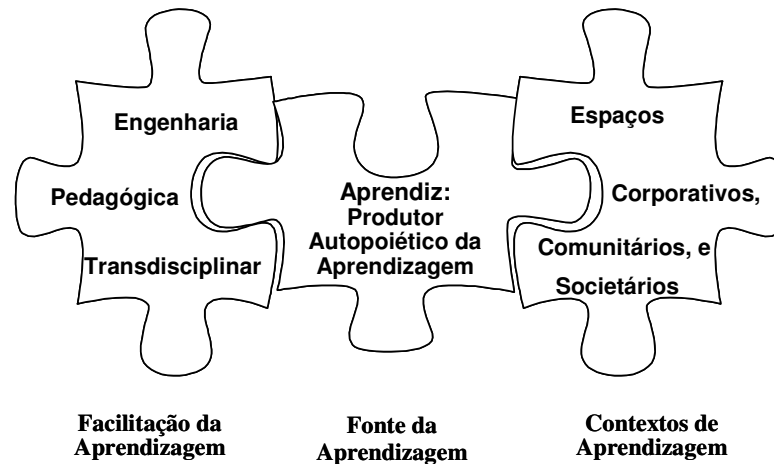 Engenharia
Pedagógica
Transdisciplinar
Aprendiz:
Produtor
Autopoiético da
Aprendizagem
Espaços
Corporativos,
Comunitários, e
Societários
Facilitação da
Aprendizagem
Fonte da
Aprendizagem
Contextos de
Aprendizagem